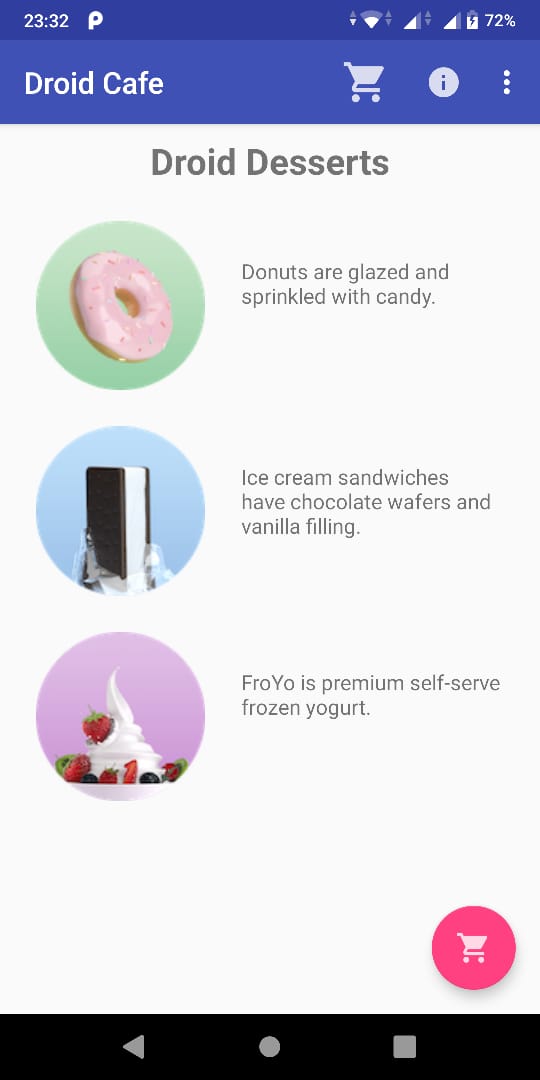 23:32
72%
Droid Cafe
Droid Desserts
Donuts are glazed and
sprinkled with candy.
Ice cream sandwiches
have chocolate wafers and
vanilla filling.
FroYo is premium self-serve
frozen yogurt.